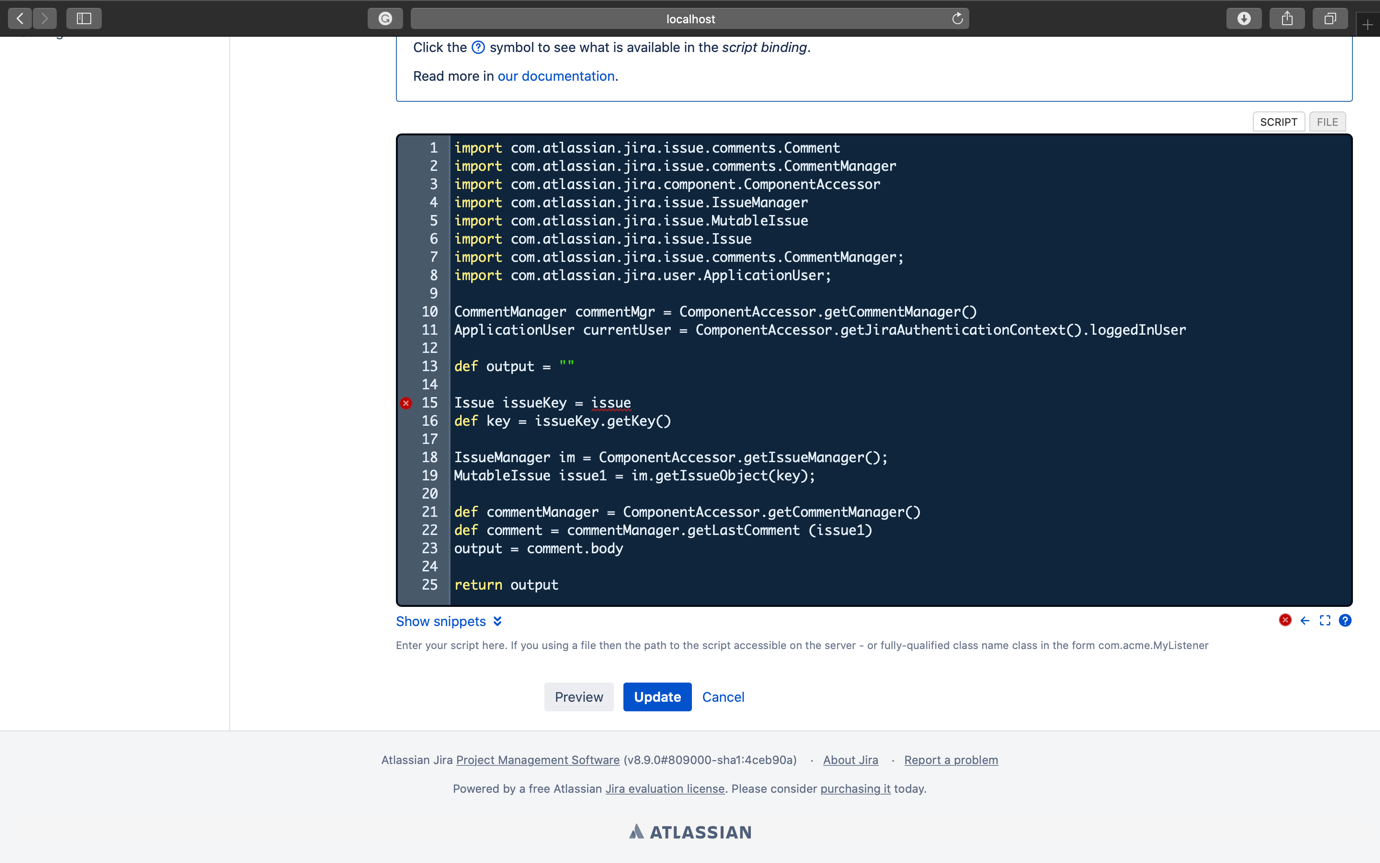 localhost
Click the ? symbol to see what is available in the script binding.
Read more in our documentation.
SCRIPT FILE
1 import com.atlassian.jira.issue.comments.Comment
2 import com.atlassian.jira.issue.comments.CommentManager
3 import com.atlassian.jira.component.ComponentAccessor
4 import com.atlassian.jira.issue.IssueManager
5 import com.atlassian.jira.issue.MutableIssue
6 import com.atlassian.jira.issue.Issue
7 import com.atlassian.jira.issue.comments.CommentManager;
8 import com.atlassian.jira.user.ApplicationUser;
9
10 CommentManager commentMgr = ComponentAccessor.getCommentManager()
11 ApplicationUser currentUser = ComponentAccessor.getJiraAuthenticationContext().loggedInUser
12
13 def output = ""
14
15 Issue issueKey = issue
16 def key = issueKey.getKey()
17
18 IssueManager im = ComponentAccessor.getIssueManager();
19 MutableIssue issue1 = im.getIssueObject(key);
20
21 def commentManager = ComponentAccessor.getCommentManager()
22 def comment = commentManager.getLastComment (issue1)
23 output = comment.body
24
25 return output
Show snippets
Enter your script here. If you using a file then the path to the script accessible on the server - or fully-qualified class name class in the form com.acme.MyListener
Preview Update Cancel
Atlassian Jira Project Management Software (v8.9.0#809000-sha1:4ceb90a) · About Jira · Report a problem
Powered by a free Atlassian Jira evaluation license. Please consider purchasing it today.
ATLASSIAN